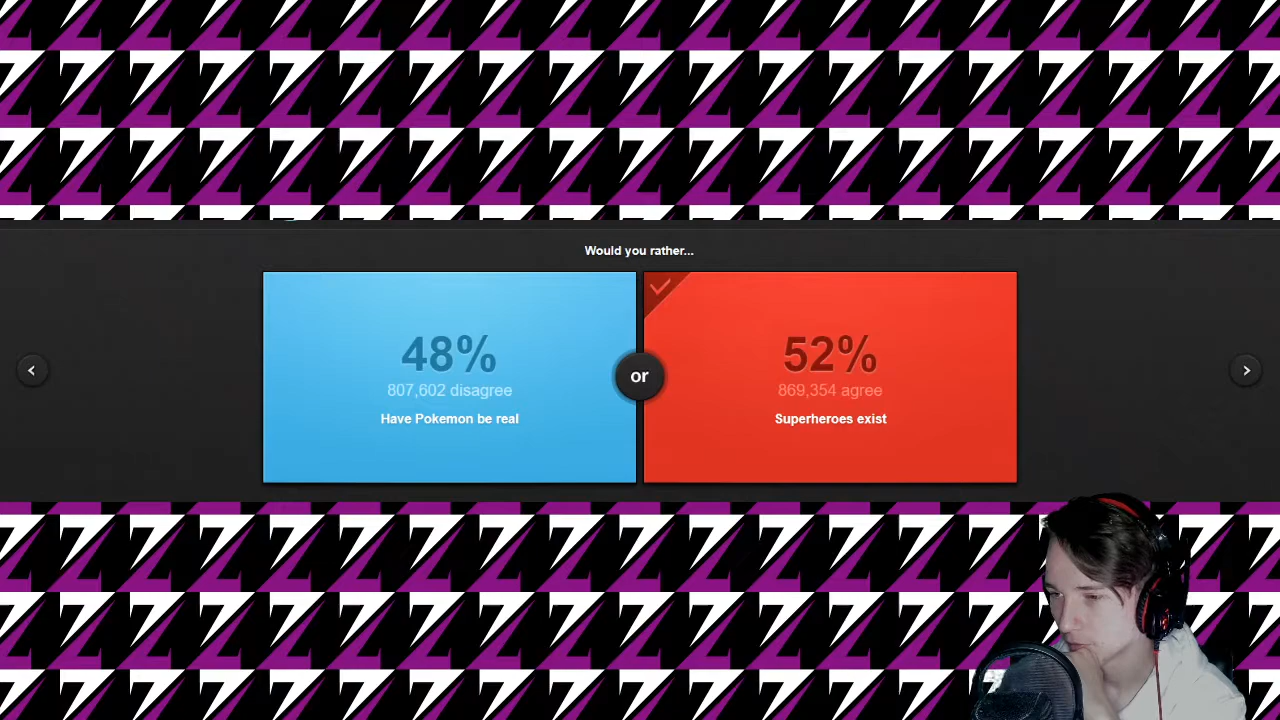 Would you rather...
48%
807,602 disagree
Have Pokemon be real
or
52%
869,354 agree
Superheroes exist